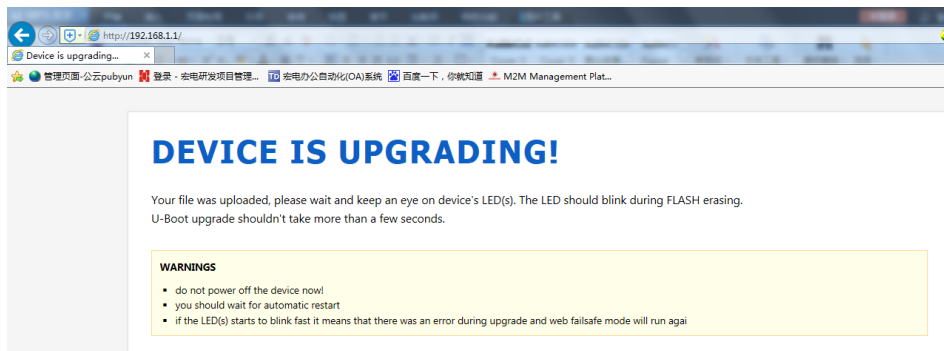 http://192.168.1.1/
Device is upgrading...
管理页面-公云pubyun 登录 - 宏电研发项目管理... 宏电办公自动化(OA)系统 百度一下，你就知道 M2M Management Plat...
DEVICE IS UPGRADING!
Your file was uploaded, please wait and keep an eye on device's LED(s). The LED should blink during FLASH erasing.
U-Boot upgrade shouldn't take more than a few seconds.
WARNINGS
do not power off the device now!
you should wait for automatic restart
if the LED(s) starts to blink fast it means that there was an error during upgrade and web failsafe mode will run agai